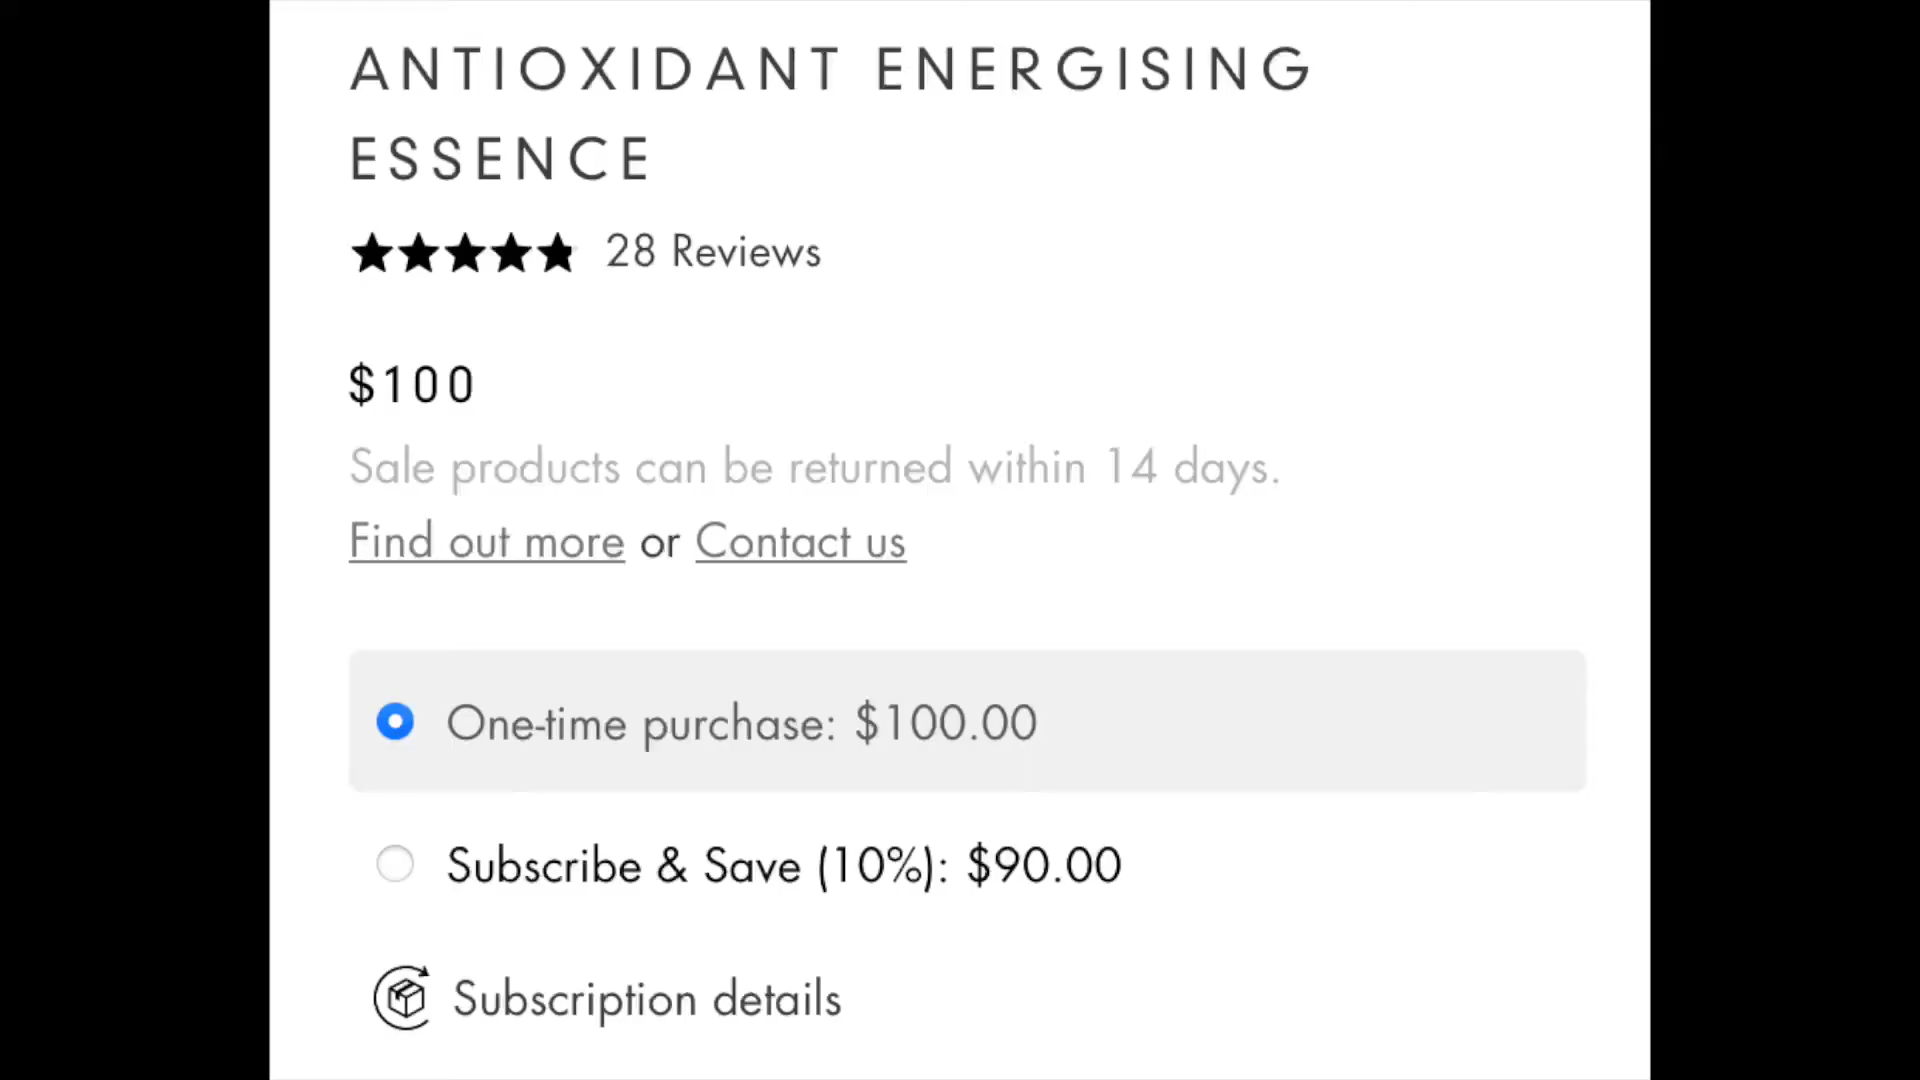 ANTIOXIDANT ENERGISING
ESSENCE
28 Reviews
$100
Sale products can be returned within 14 days.
Find out more or Contact us
One-time purchase: $100.00
Subscribe & Save (10%): $90.00
Subscription details